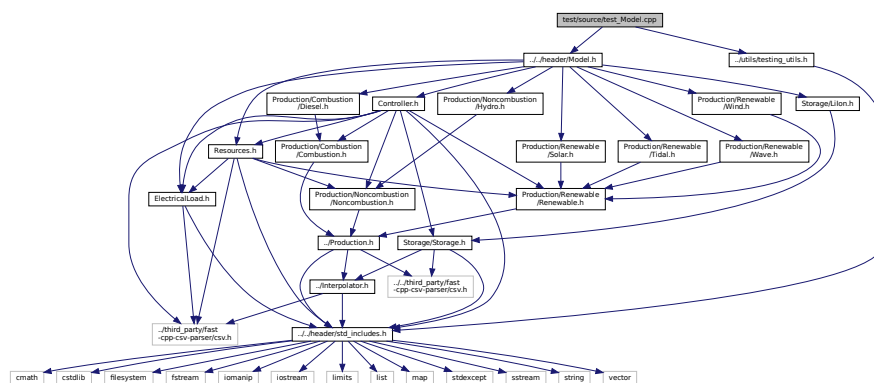 test/source/test_Model.cpp
../../header/Model.h
../utils/testing_utils.h
Production/Combustion
/Diesel.h
Controller.h
Production/Noncombustion
/Hydro.h
Production/Renewable
/Wind.h
Storage/LiIon.h
Resources.h
Production/Combustion
/Combustion.h
Production/Renewable
/Solar.h
Production/Renewable
/Tidal.h
Production/Renewable
/Wave.h
ElectricalLoad.h
Production/Noncombustion
/Noncombustion.h
Production/Renewable
/Renewable.h
../Production.h
Storage/Storage.h
../Interpolator.h
../../third_party/fast
-cpp-csv-parser/csv.h
../third_party/fast
-cpp-csv-parser/csv.h
../../header/std_includes.h
cmath
cstdlib
filesystem
fstream
iomanip
iostream
limits
list
map
stdexcept
sstream
string
vector